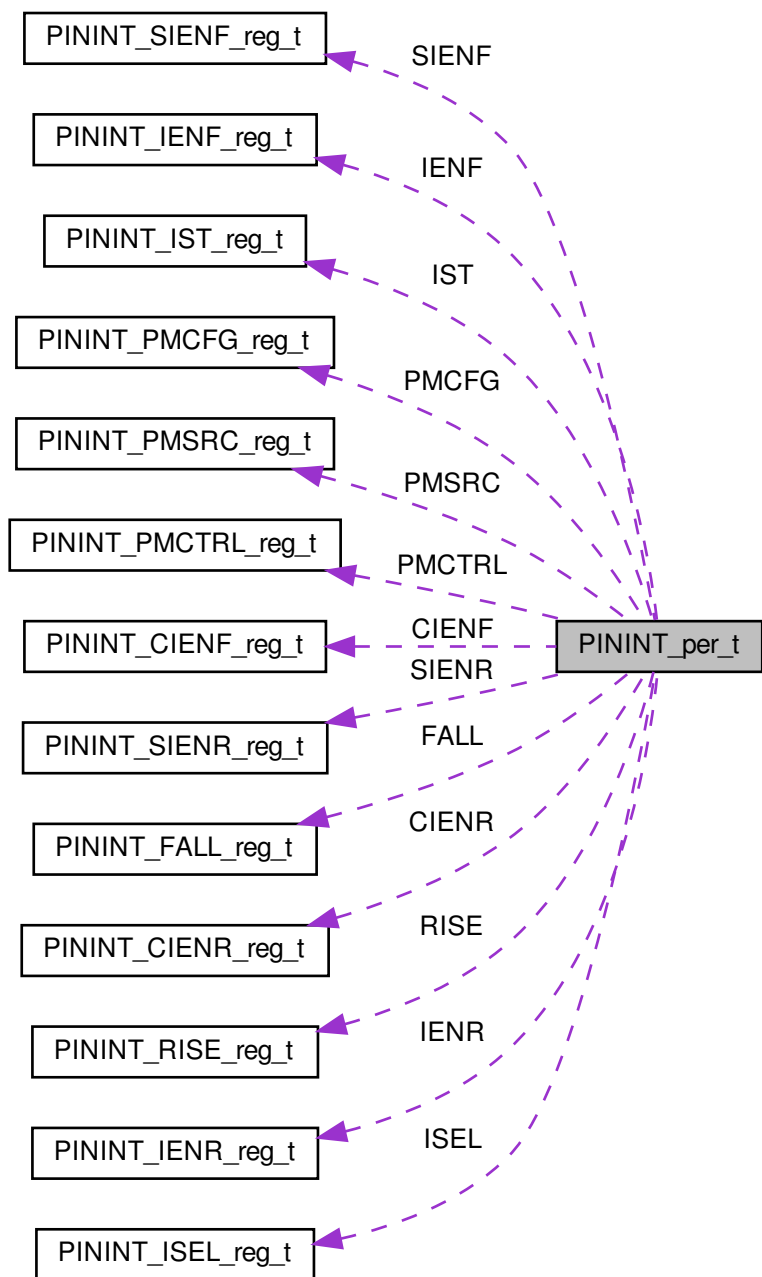 PININT_SIENF_reg_t
SIENF
PININT_IENF_reg_t
IENF
PININT_IST_reg_t
IST
PININT_PMCFG_reg_t
PMCFG
PININT_PMSRC_reg_t
PMSRC
PININT_PMCTRL_reg_t
PMCTRL
PININT_CIENF_reg_t
CIENF
PININT_per_t
SIENR
PININT_SIENR_reg_t
FALL
PININT_FALL_reg_t
CIENR
PININT_CIENR_reg_t
RISE
PININT_RISE_reg_t
IENR
PININT_IENR_reg_t
ISEL
PININT_ISEL_reg_t